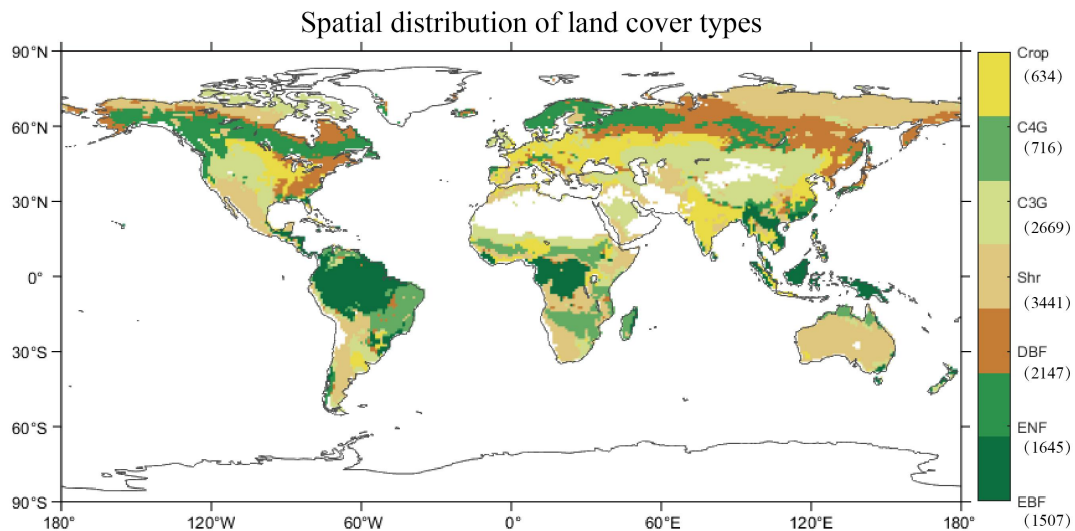 Spatial distribution of land cover types
90°N
60°N
30°N
0°
30°S
60°S
90°S
180°
120°W
60°W
0°
60°E
120°E
180°
Crop
(634)
C4G
(716)
C3G
(2669)
Shr
(3441)
DBF
(2147)
ENF
(1645)
EBF
(1507)